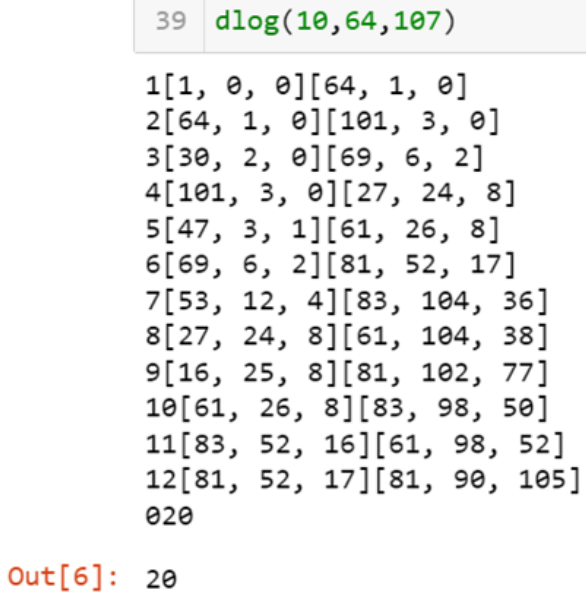 39 dlog(10,64,107)
1[1, 0, 0][64, 1, 0]
2[64, 1, 0][101, 3, 0]
3[30, 2, 0][69, 6, 2]
4[101, 3, 0][27, 24, 8]
5[47, 3, 1][61, 26, 8]
6[69, 6, 2][81, 52, 17]
7[53, 12, 4][83, 104, 36]
8[27, 24, 8][61, 104, 38]
9[16, 25, 8][81, 102, 77]
10[61, 26, 8][83, 98, 50]
11[83, 52, 16][61, 98, 52]
12[81, 52, 17][81, 90, 105]
020
Out[6]: 20